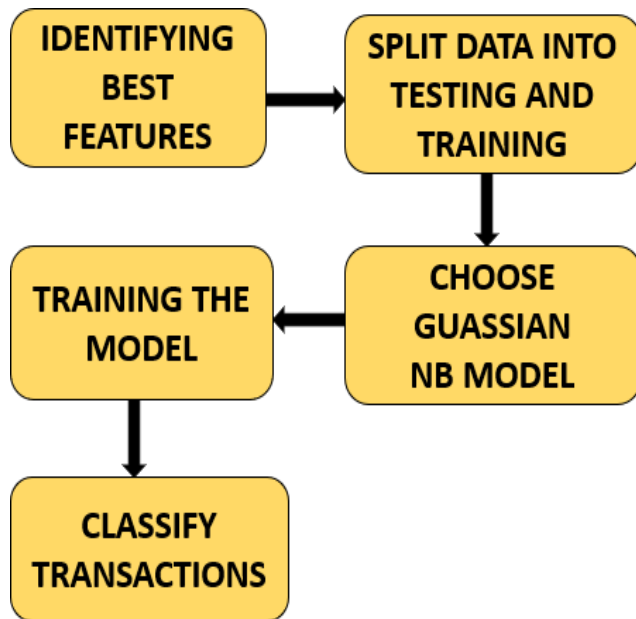 IDENTIFYING
BEST
FEATURES
SPLIT DATA INTO
TESTING AND
TRAINING
CHOOSE
GUASSIAN
NB MODEL
TRAINING THE
MODEL
CLASSIFY
TRANSACTIONS